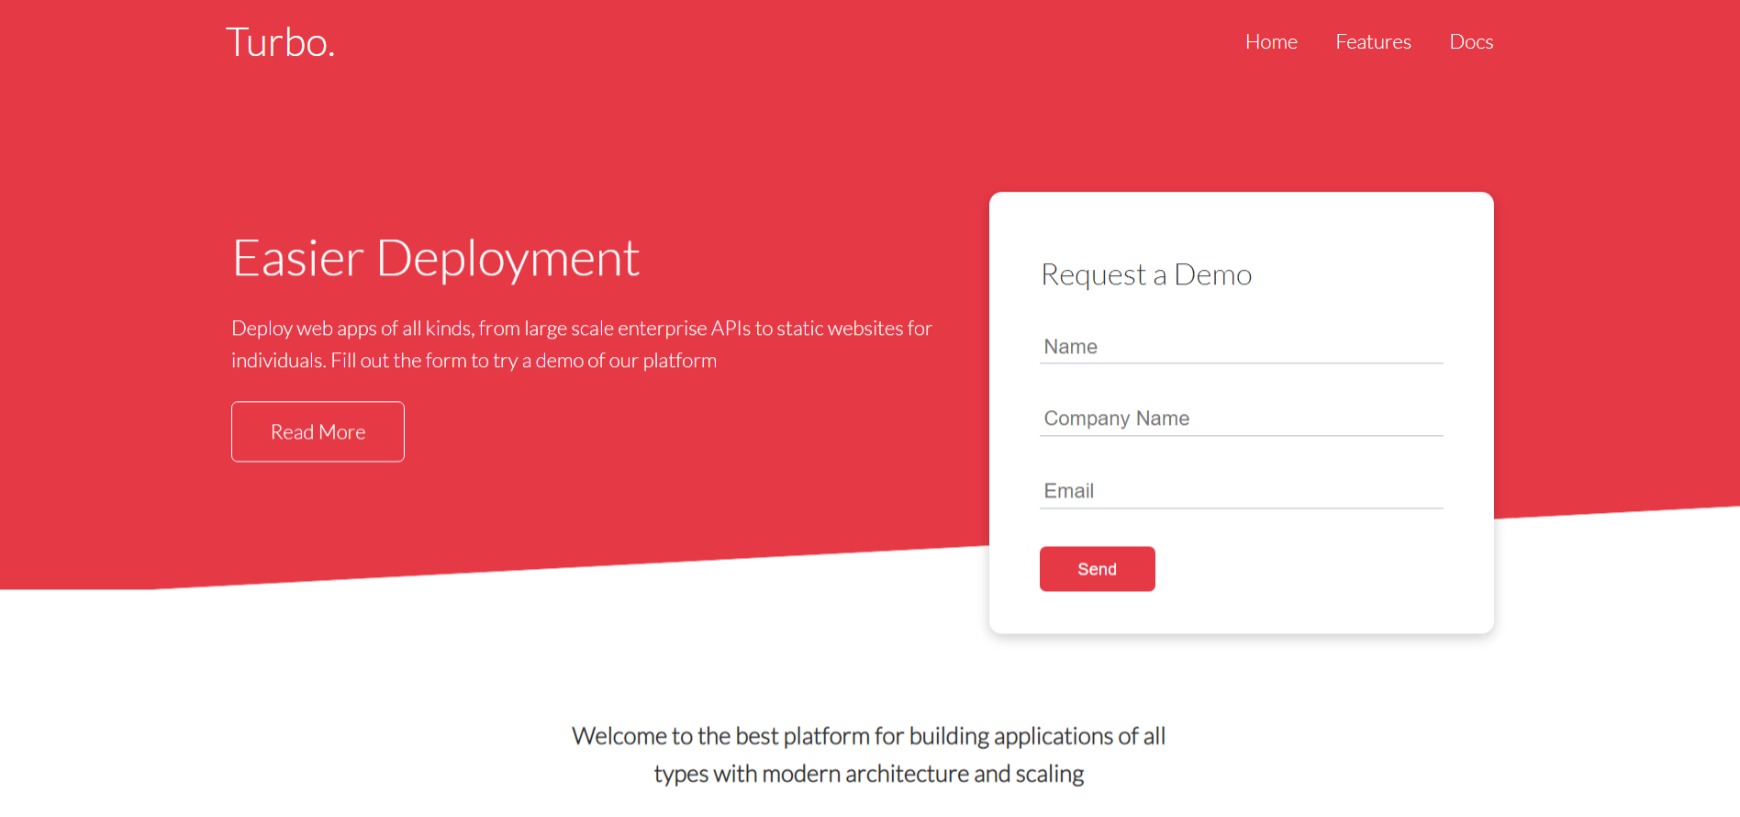 Turbo.
Home Features Docs
Easier Deployment
Deploy web apps of all kinds, from large scale enterprise APIs to static websites for
individuals. Fill out the form to try a demo of our platform
Read More
Request a Demo
Name
Company Name
Email
Send
Welcome to the best platform for building applications of all
types with modern architecture and scaling